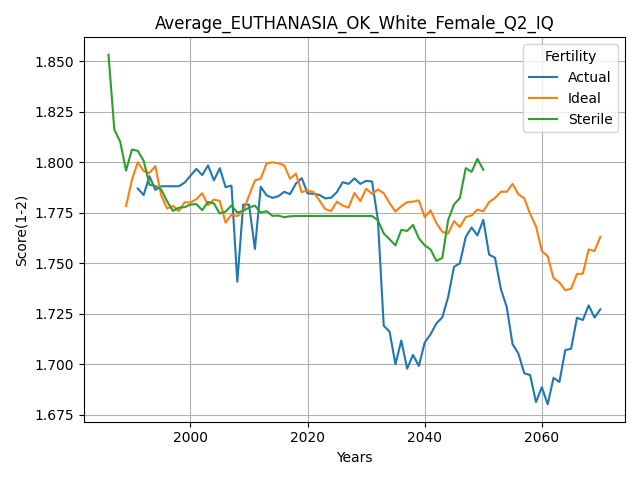 Average_EUTHANASIA_OK_White_Female_Q2_IQ
Fertility
Actual
Ideal
Sterile
Score(1-2)
1.850
1.825
1.800
1.775
1.750
1.725
1.700
1.675
2000 2020 2040 2060
Years